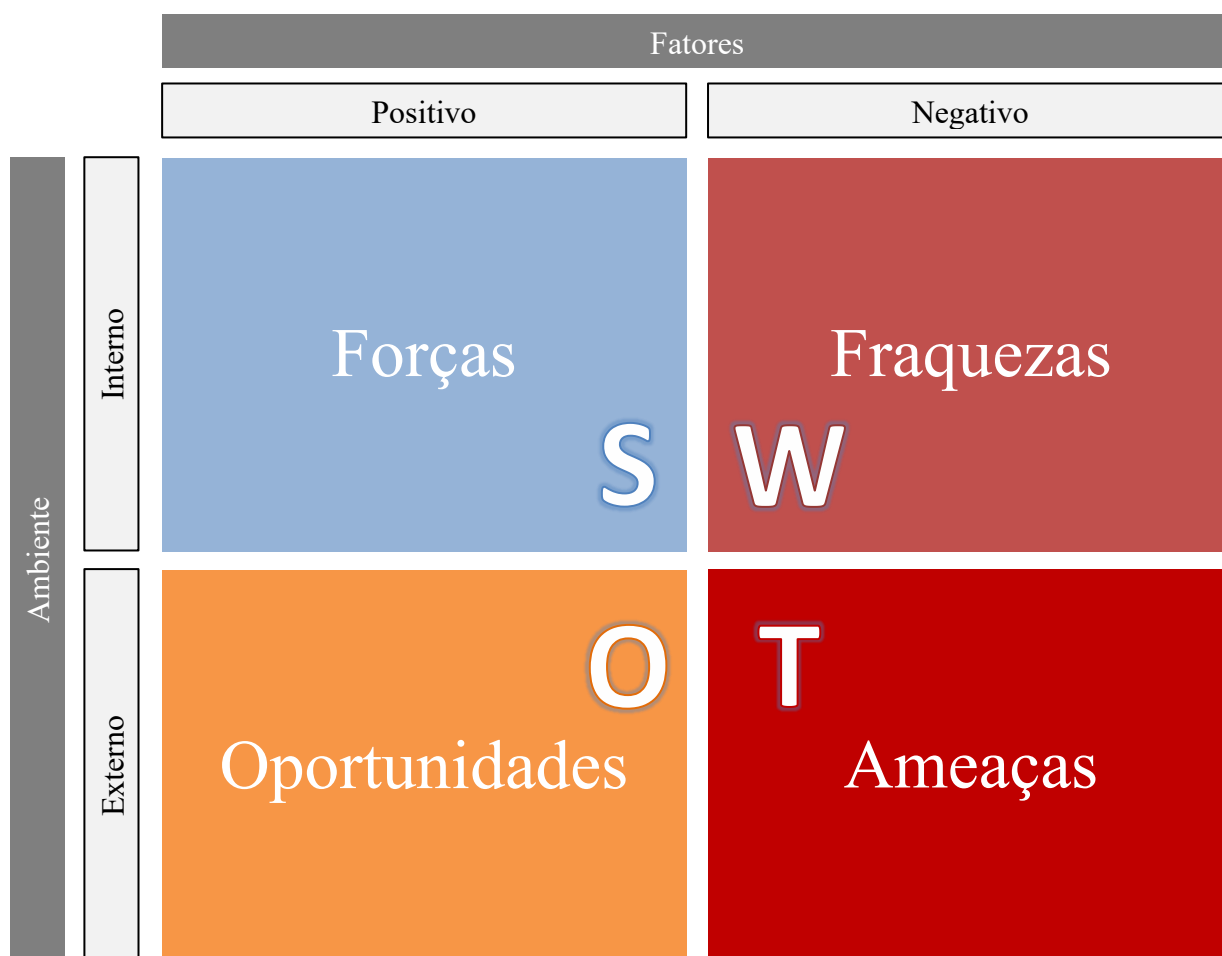 Fatores
Positivo
Negativo
Ambiente
Interno
Forças
S
Fraquezas
W
Externo
O
Oportunidades
T
Ameaças